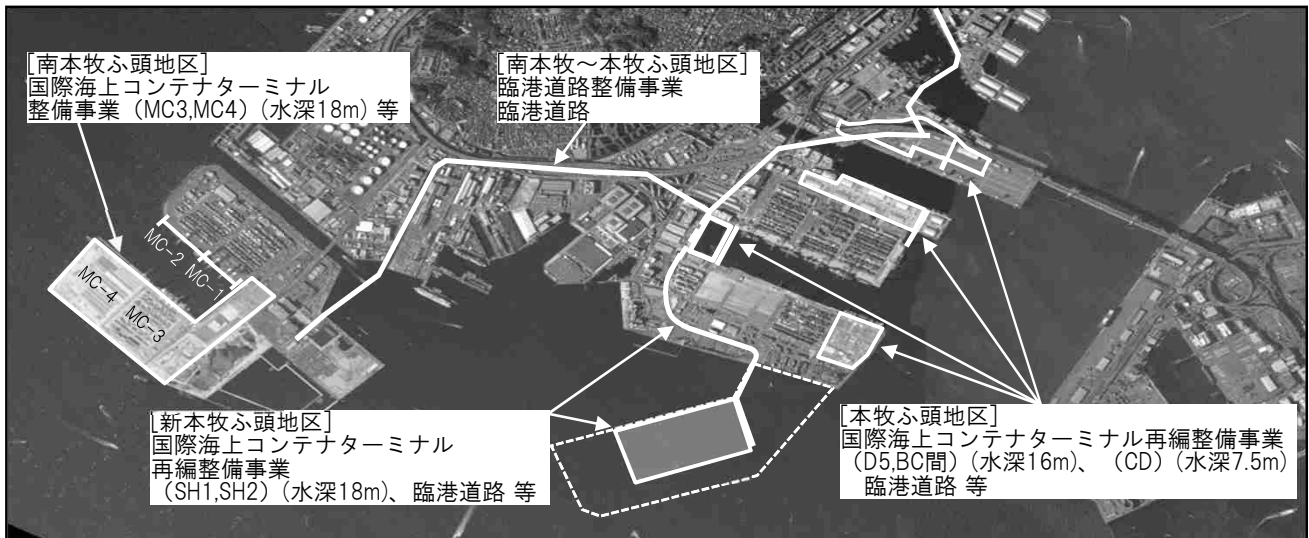 [南本牧ふ頭地区]
国際海上コンテナターミナル
整備事業（MC3,MC4）(水深18m) 等
[南本牧～本牧ふ頭地区]
臨港道路整備事業
臨港道路
MC-2
MC-1
MC-4
MC-3
[新本牧ふ頭地区]
国際海上コンテナターミナル
再編整備事業
（SH1,SH2）(水深18m)、臨港道路 等
[本牧ふ頭地区]
国際海上コンテナターミナル再編整備事業
（D5,BC間）(水深16m)、（CD）(水深7.5m)
臨港道路 等